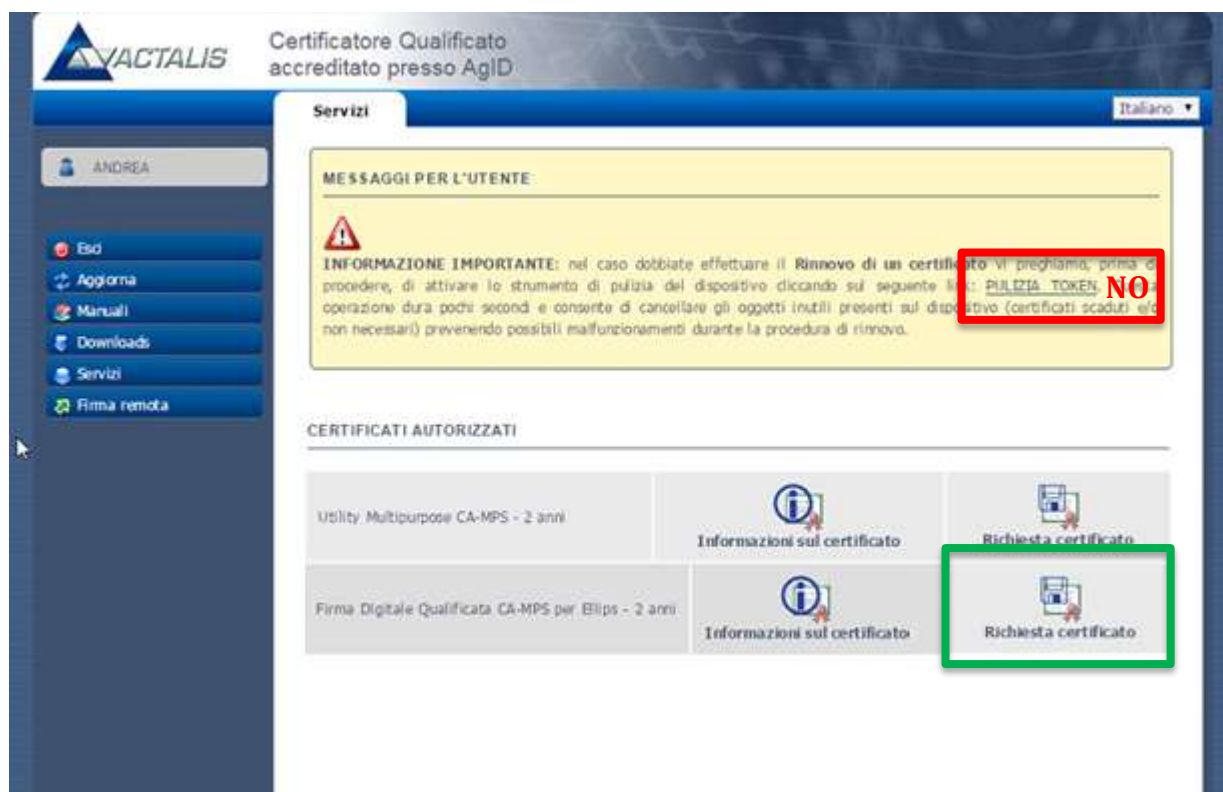 ACTALIS
Certificatore Qualificato
accreditato presso AgID
Servizi
Italiano
ANDREA
Esci
Aggiorna
Manuali
Downloads
Servizi
Firma remota
MESSAGGI PER L'UTENTE
INFORMAZIONE IMPORTANTE: nel caso dobbiate effettuare il Rinnovo di un certificato vi preghiamo, prima di
procedere, di attivare lo strumento di pulizia del dispositivo cliccando sul seguente link: PULIZIA TOKEN.
NO
operazione dura pochi secondi e consente di cancellare gli oggetti inutili presenti sul dispositivo (certificati scaduti e/o
non necessari) prevenendo possibili malfunzionamenti durante la procedura di rinnovo.
CERTIFICATI AUTORIZZATI
Utility Multipurpose CA-MPS - 2 anni
Informazioni sul certificato
Richiesta certificato
Firma Digitale Qualificata CA-MPS per Ellips - 2 anni
Informazioni sul certificato
Richiesta certificato